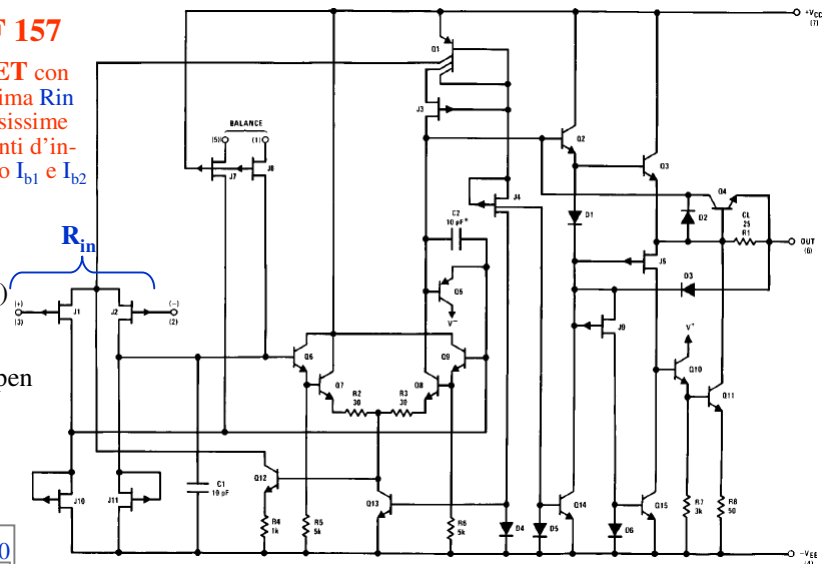 F 157
ET con
ima Rin
sissime
nti d'in-
o Ib1 e Ib2
Rin
)
pen
0
+VCC
(7)
Q1
J3
BALANCE
(5)
(1)
J7
J8
Q2
Q3
Q4
J4
C2
10 pF*
D1
D2
CL
25
R1
OUT
(6)
J5
D3
Q5
V-
(+)
(3)
J1
J2
(-)
(2)
J9
V+
Q6
Q7
Q9
Q8
R2
30
R3
30
Q10
Q11
J10
J11
C1
10 pF
Q12
Q13
R4
1k
R5
5k
R6
5k
D4
D5
Q14
D6
Q15
R7
3k
R8
50
-VEE
(4)